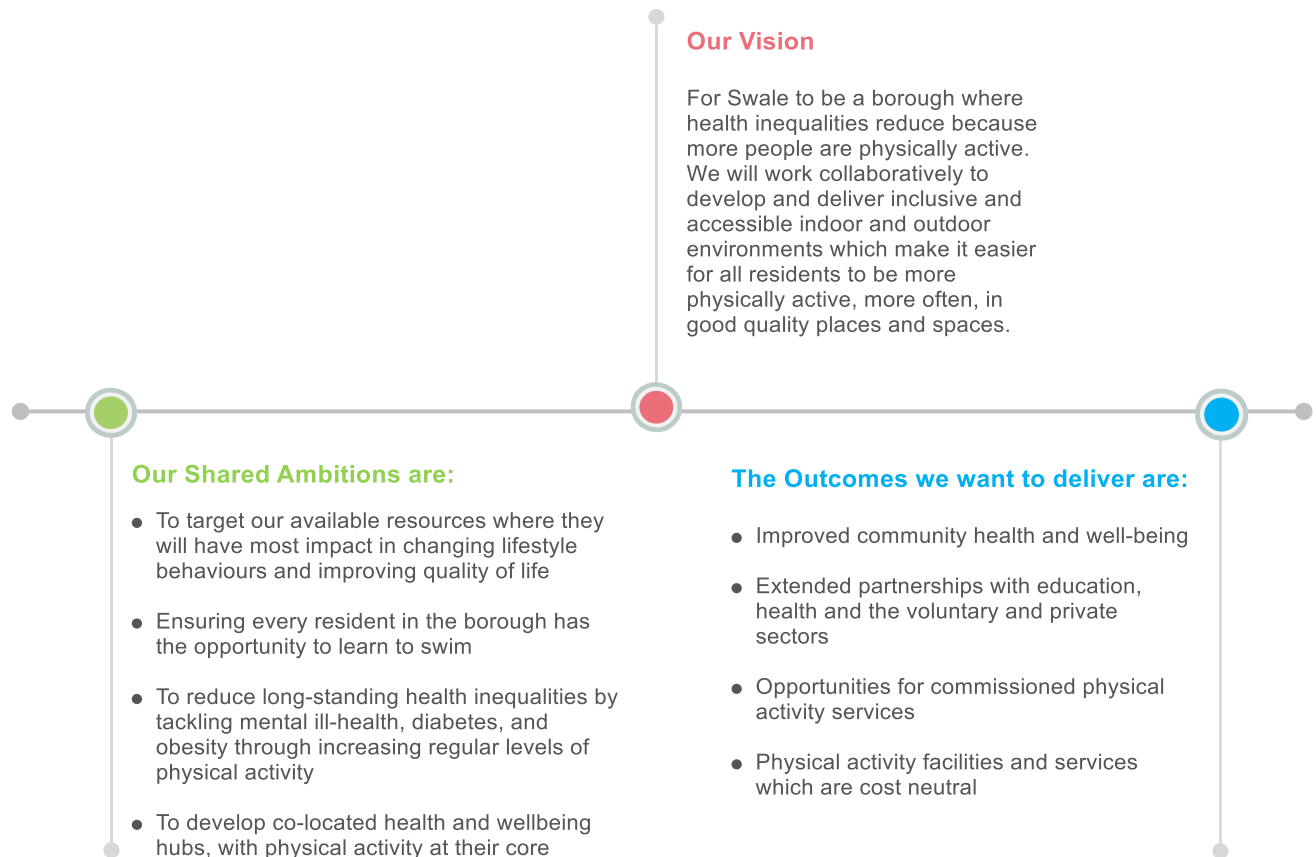 Our Vision
For Swale to be a borough where
health inequalities reduce because
more people are physically active.
We will work collaboratively to
develop and deliver inclusive and
accessible indoor and outdoor
environments which make it easier
for all residents to be more
physically active, more often, in
good quality places and spaces.
Our Shared Ambitions are:
● To target our available resources where they
will have most impact in changing lifestyle
behaviours and improving quality of life
● Ensuring every resident in the borough has
the opportunity to learn to swim
● To reduce long-standing health inequalities by
tackling mental ill-health, diabetes, and
obesity through increasing regular levels of
physical activity
● To develop co-located health and wellbeing
hubs, with physical activity at their core
The Outcomes we want to deliver are:
● Improved community health and well-being
● Extended partnerships with education,
health and the voluntary and private
sectors
● Opportunities for commissioned physical
activity services
● Physical activity facilities and services
which are cost neutral